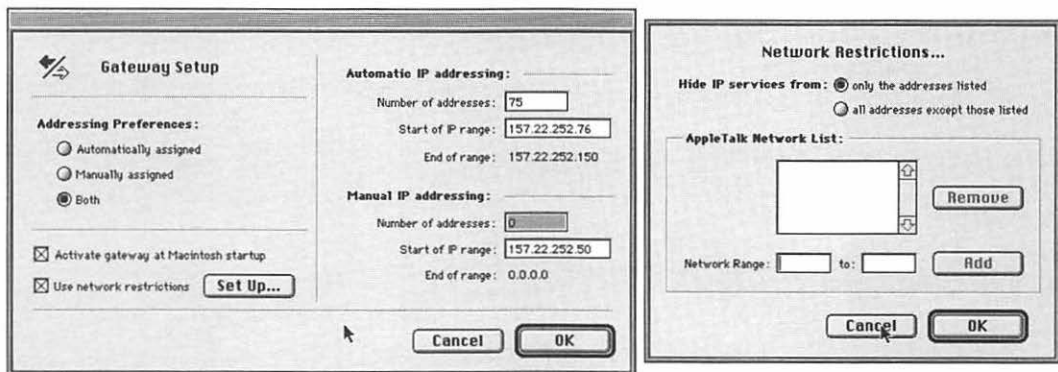 Gateway Setup
Addressing Preferences:
Automatically assigned
Manually assigned
Both
Activate gateway at Macintosh startup
Use network restrictions Set Up...
Automatic IP addressing:
Number of addresses: 75
Start of IP range: 157.22.252.76
End of range: 157.22.252.150
Manual IP addressing:
Number of addresses: 0
Start of IP range: 157.22.252.50
End of range: 0.0.0.0
Cancel OK
Network Restrictions...
Hide IP services from: only the addresses listed
all addresses except those listed
AppleTalk Network List:
Remove
Network Range: to: Add
Cancel OK